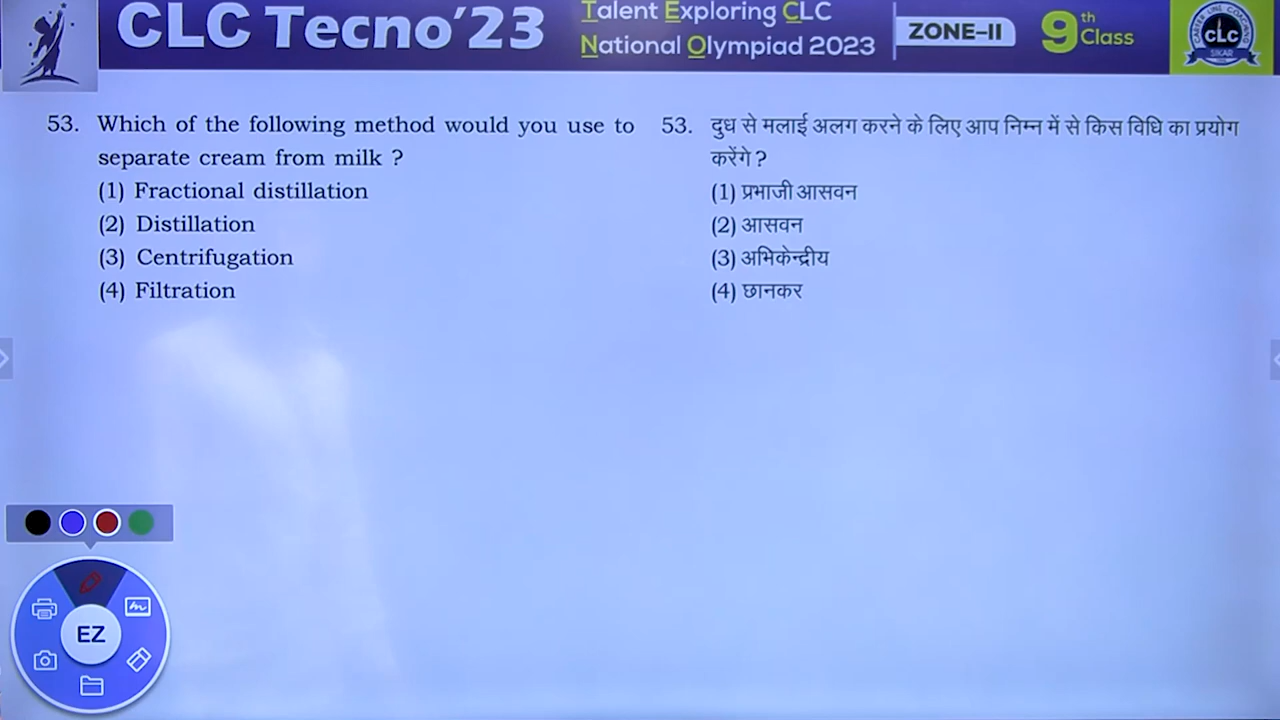 CLC Tecno'23
Talent Exploring CLC
National Olympiad 2023
ZONE–II
9th Class
CLC
SIKAR
53. Which of the following method would you use to
separate cream from milk ?
(1) Fractional distillation
(2) Distillation
(3) Centrifugation
(4) Filtration
53. दुध से मलाई अलग करने के लिए आप निम्न में से किस विधि का प्रयोग
करेंगे ?
(1) प्रभाजी आसवन
(2) आसवन
(3) अभिकेन्द्रीय
(4) छानकर
EZ